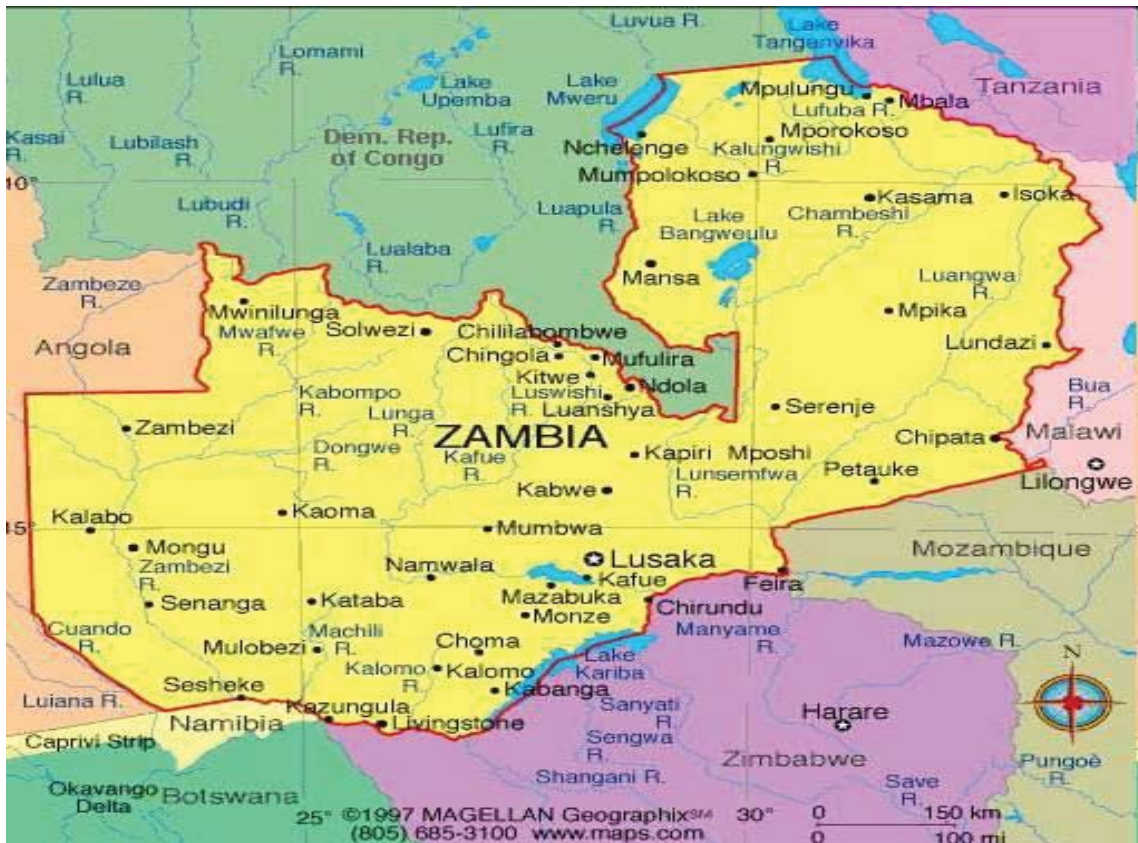 Luvua R.
Lake Tanganvika
Lomami R.
Lulua R.
Lake Upemba
Lake Mweru
Mpulungu
Mbala
Tanzania
Lufuba R.
Kasai R.
Lubilash R.
Dem. Rep. of Congo
Lufira R.
Nchelenge
Mporokoso
Kalungwishi R.
Mumpolokoso
10°
Lubudi R.
Luapula R.
Kasama
Isoka
Chambeshi R.
Lake Bangweulu
Lualaba R.
Mansa
Luangwa R.
Zambeze R.
Mwinilunga
Mwafwe R.
Solwezi
Chililabombwe
Mpika
Angola
Chingola
Mufulira
Lundazi
Kitwe
Ndola
Kabompo R.
Lunga R.
Luswishi R.
Luanshya
Bua R.
Serenje
Zambezi
ZAMBIA
Chipata
Malawi
Dongwe R.
Kafue R.
Kapiri Mposhi
Lunsemfwa R.
Petauke
Lilongwe
Kabwe
Kaoma
15°
Kalabo
Mumbwa
Mongu
Lusaka
Mozambique
Zambezi R.
Namwala
Kafue
Feira
Mazabuka
Senanga
Kataba
Monze
Chirundu
Cuando R.
Machili R.
Manyame R.
Mazowe R.
N
Mulobezi
Choma
Lake Kariba
Kalomo R.
Kalomo
Sesheke
Kabanga
Luiana R.
Sanyati R.
Namibia
Kazungula
Livingstone
Harare
Caprivi Strip
Sengwa R.
Zimbabwe
Pungoè R.
Shangani R.
Okavango Delta
Botswana
Save R.
25° ©1997 MAGELLAN Geographix℠ 30°
0 150 km
(805) 685-3100 www.maps.com
0 100 mi